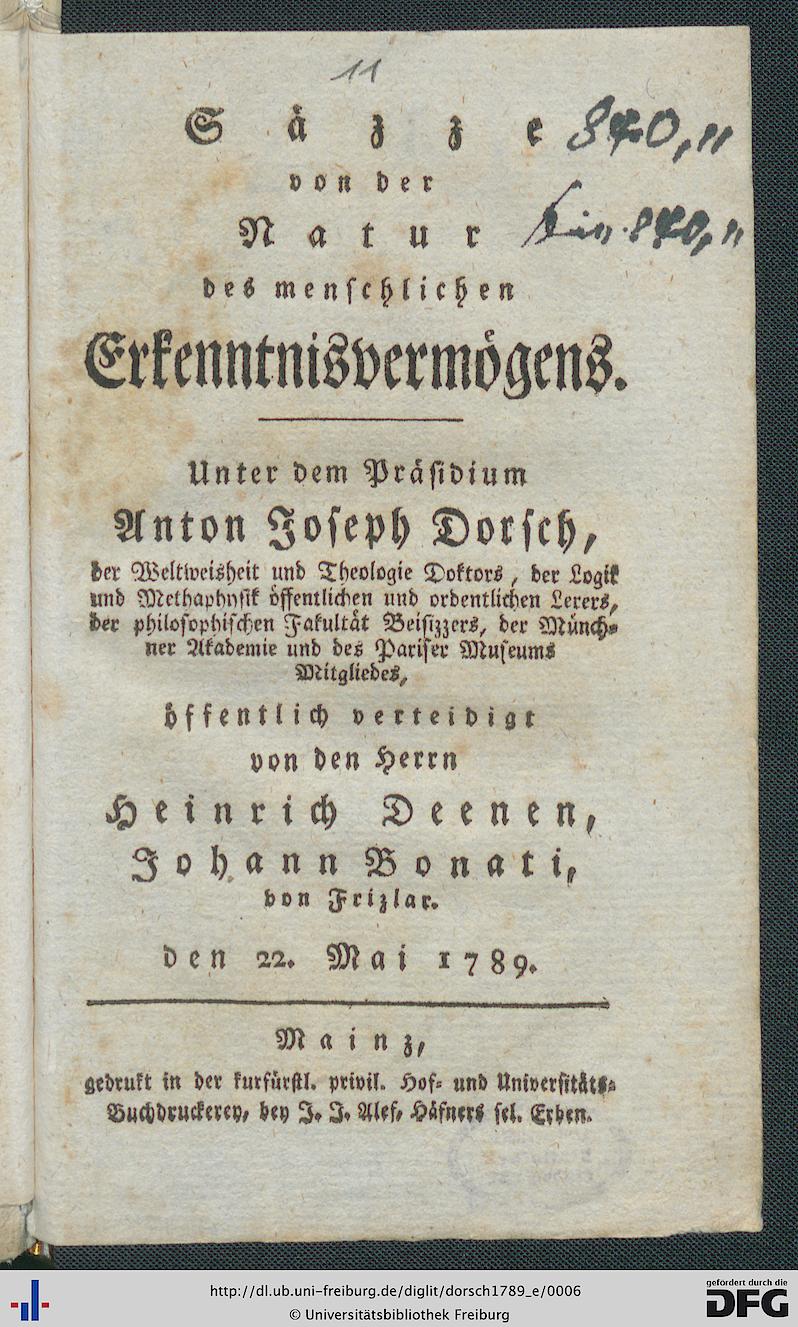 11
Säzze
840,"
von der
Natur
des menschlichen
Erkenntnisvermögens.
Unter dem Präsidium
Anton Joseph Dorsch,
der Weltweisheit und Theologie Doktors, der Logik
und Methaphysik öffentlichen und ordentlichen Lerers,
der philosophischen Fakultät Beisizzers, der Münch-
ner Akademie und des Pariser Museums
Mitgliedes,
öffentlich verteidigt
von den Herrn
Heinrich Deenen,
Johann Bonati,
von Frizlar.
den 22. Mai 1789.
Mainz,
gedrukt in der kurfürstl. privil. Hof- und Universitäts-
Buchdruckerey, bey J. J. Alef, Häfners sel. Erben.
http://dl.ub.uni-freiburg.de/diglit/dorsch1789_e/0006
© Universitätsbibliothek Freiburg
gefördert durch die
DFG